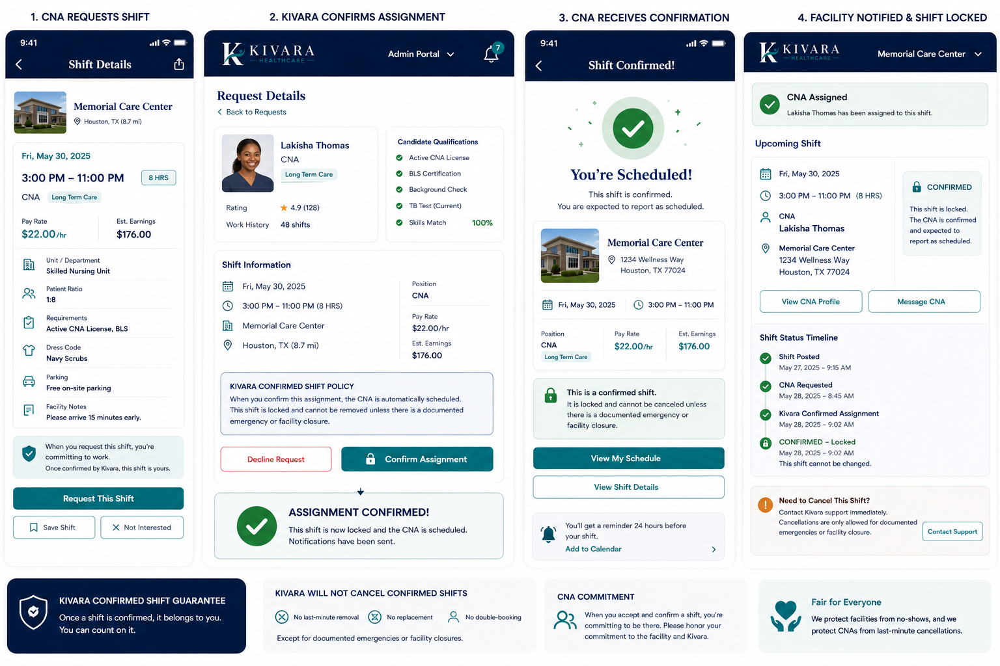 1. CNA REQUESTS SHIFT
9:41
Shift Details
Memorial Care Center
Houston, TX (8.7 mi)
Fri, May 30, 2025
3:00 PM – 11:00 PM
8 HRS
CNA
Long Term Care
Pay Rate
$22.00/hr
Est. Earnings
$176.00
Unit / Department
Skilled Nursing Unit
Patient Ratio
1:8
Requirements
Active CNA License, BLS
Dress Code
Navy Scrubs
Parking
Free on-site parking
Facility Notes
Please arrive 15 minutes early.
When you request this shift, you're
committing to work.
Once confirmed by Kivara, this shift is yours.
Request This Shift
Save Shift
Not Interested
2. KIVARA CONFIRMS ASSIGNMENT
K KIVARA
HEALTHCARE
Admin Portal
7
Request Details
Back to Requests
Lakisha Thomas
CNA
Long Term Care
Rating
4.9 (128)
Work History
48 shifts
Candidate Qualifications
Active CNA License
BLS Certification
Background Check
TB Test (Current)
Skills Match
100%
Shift Information
Fri, May 30, 2025
3:00 PM – 11:00 PM (8 HRS)
Memorial Care Center
Houston, TX (8.7 mi)
Position
CNA
Pay Rate
$22.00/hr
Est. Earnings
$176.00
KIVARA CONFIRMED SHIFT POLICY
When you confirm this assignment, the CNA is automatically scheduled.
This shift is locked and cannot be removed unless there is a documented
emergency or facility closure.
Decline Request
Confirm Assignment
ASSIGNMENT CONFIRMED!
This shift is now locked and the CNA is scheduled.
Notifications have been sent.
3. CNA RECEIVES CONFIRMATION
9:41
Shift Confirmed!
You're Scheduled!
This shift is confirmed.
You are expected to report as scheduled.
Memorial Care Center
1234 Wellness Way
Houston, TX 77024
Fri, May 30, 2025
3:00 PM – 11:00 PM
Position
CNA
Long Term Care
Pay Rate
$22.00/hr
Est. Earnings
$176.00
This is a confirmed shift.
It is locked and cannot be canceled unless
there is a documented emergency or
facility closure.
View My Schedule
View Shift Details
You'll get a reminder 24 hours before
your shift.
Add to Calendar
4. FACILITY NOTIFIED & SHIFT LOCKED
K KIVARA
HEALTHCARE
Memorial Care Center
CNA Assigned
Lakisha Thomas has been assigned to this shift.
Upcoming Shift
Fri, May 30, 2025
3:00 PM – 11:00 PM (8 HRS)
CNA
Lakisha Thomas
Memorial Care Center
1234 Wellness Way
Houston, TX 77024
CONFIRMED
This shift is locked.
The CNA is confirmed
and expected to
report as scheduled.
View CNA Profile
Message CNA
Shift Status Timeline
Shift Posted
May 27, 2025 – 9:15 AM
CNA Requested
May 28, 2025 – 8:45 AM
Kivara Confirmed Assignment
May 28, 2025 – 9:02 AM
CONFIRMED – Locked
May 28, 2025 – 9:02 AM
This shift cannot be changed.
Need to Cancel This Shift?
Contact Kivara support immediately.
Cancellations are only allowed for documented
emergencies or facility closure.
Contact Support
KIVARA CONFIRMED SHIFT GUARANTEE
Once a shift is confirmed, it belongs to you.
You can count on it.
KIVARA WILL NOT CANCEL CONFIRMED SHIFTS
No last-minute removal
No replacement
No double-booking
Except for documented emergencies or facility closures.
CNA COMMITMENT
When you accept and confirm a shift, you're
committing to be there. Please honor your
commitment to the facility and Kivara.
Fair for Everyone
We protect facilities from no-shows, and we
protect CNAs from last-minute cancellations.